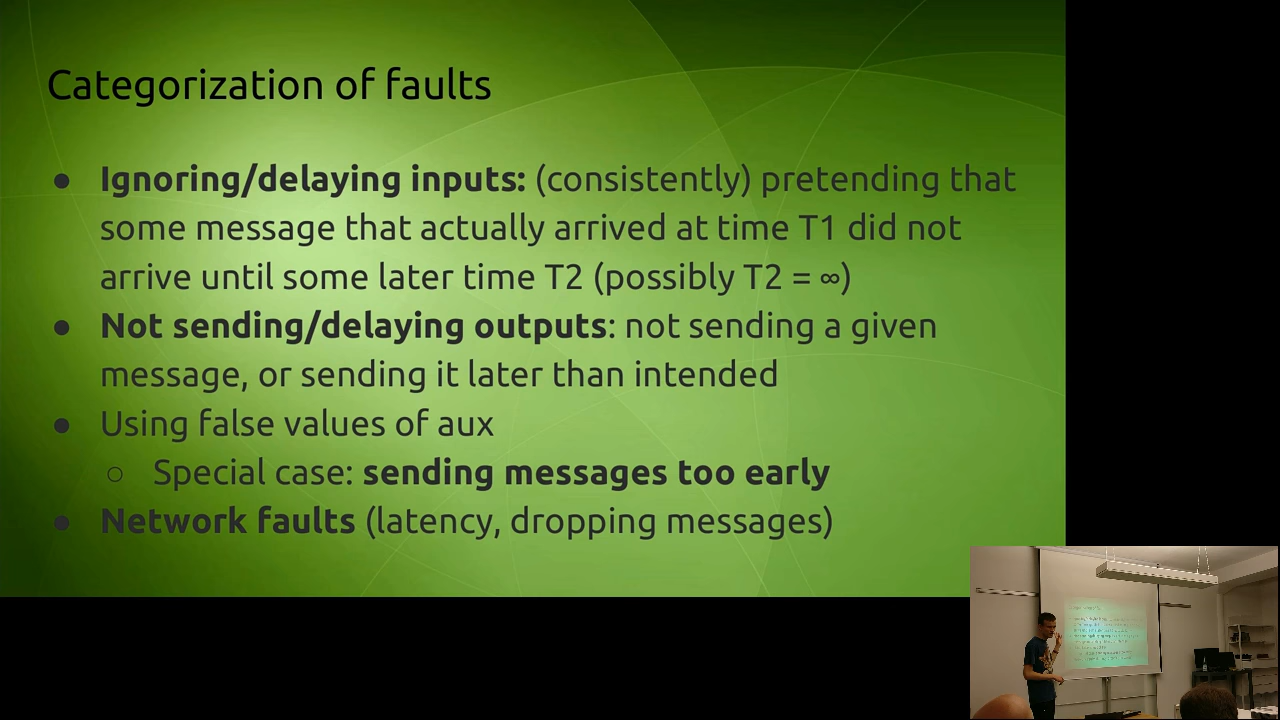 Categorization of faults
● Ignoring/delaying inputs: (consistently) pretending that
some message that actually arrived at time T1 did not
arrive until some later time T2 (possibly T2 = ∞)
● Not sending/delaying outputs: not sending a given
message, or sending it later than intended
● Using false values of aux
○ Special case: sending messages too early
● Network faults (latency, dropping messages)